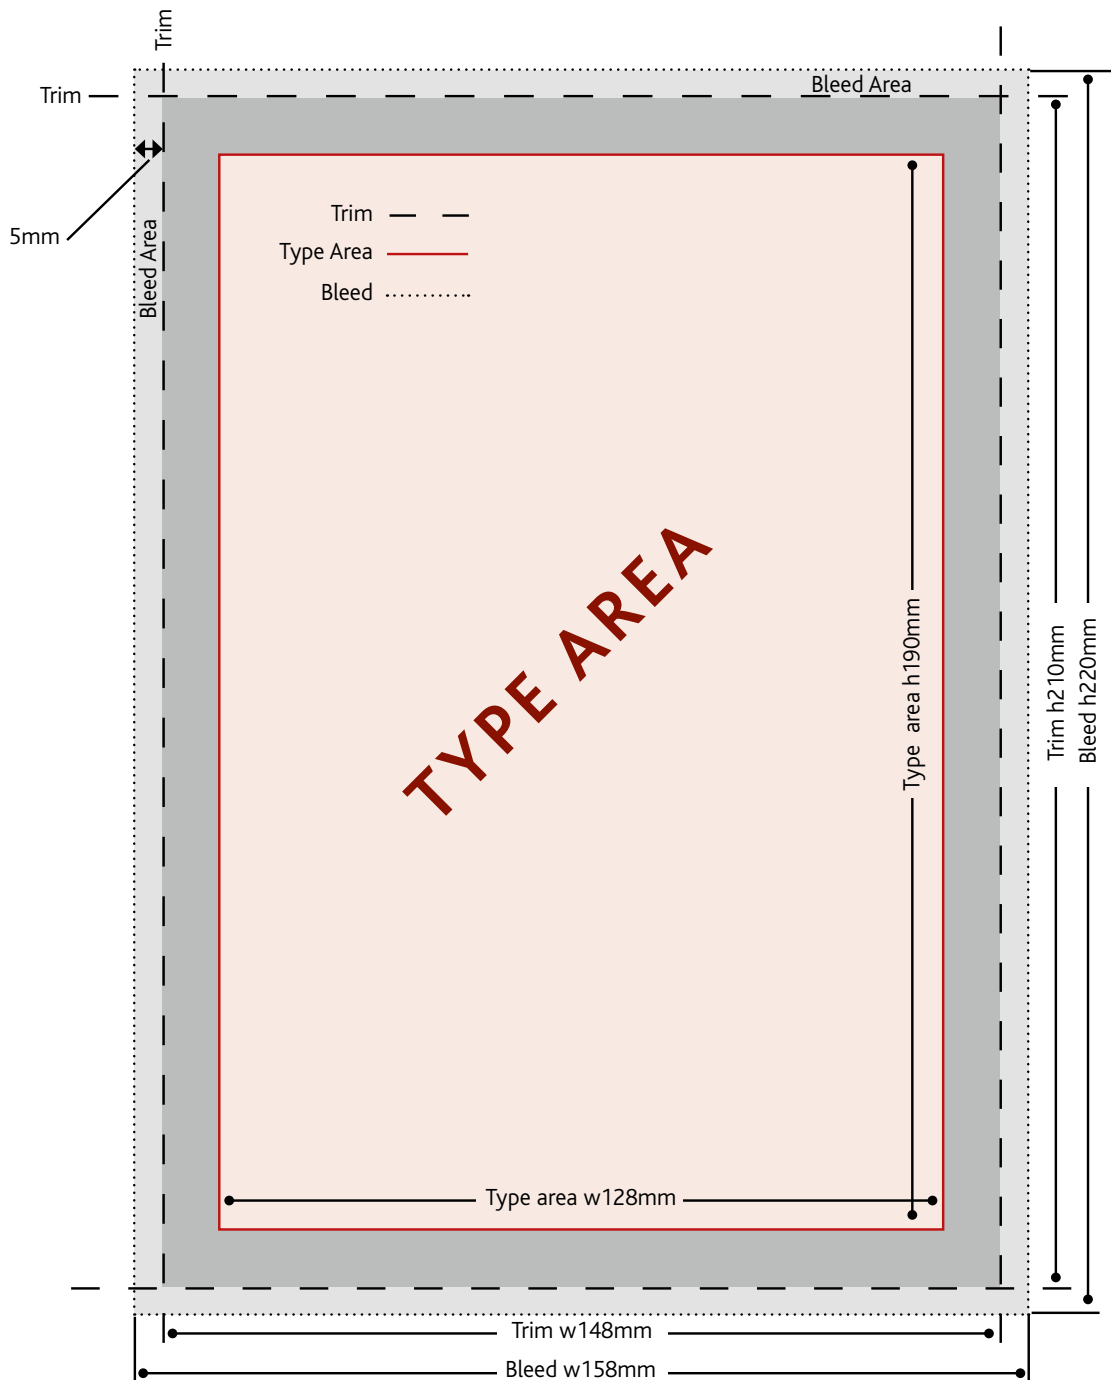 Trim
Bleed Area
Trim
5mm
Bleed Area
Trim
Type Area
Bleed
TYPE AREA
Type  area h190mm
Trim h210mm
Bleed h220mm
Type area w128mm
Trim w148mm
Bleed w158mm